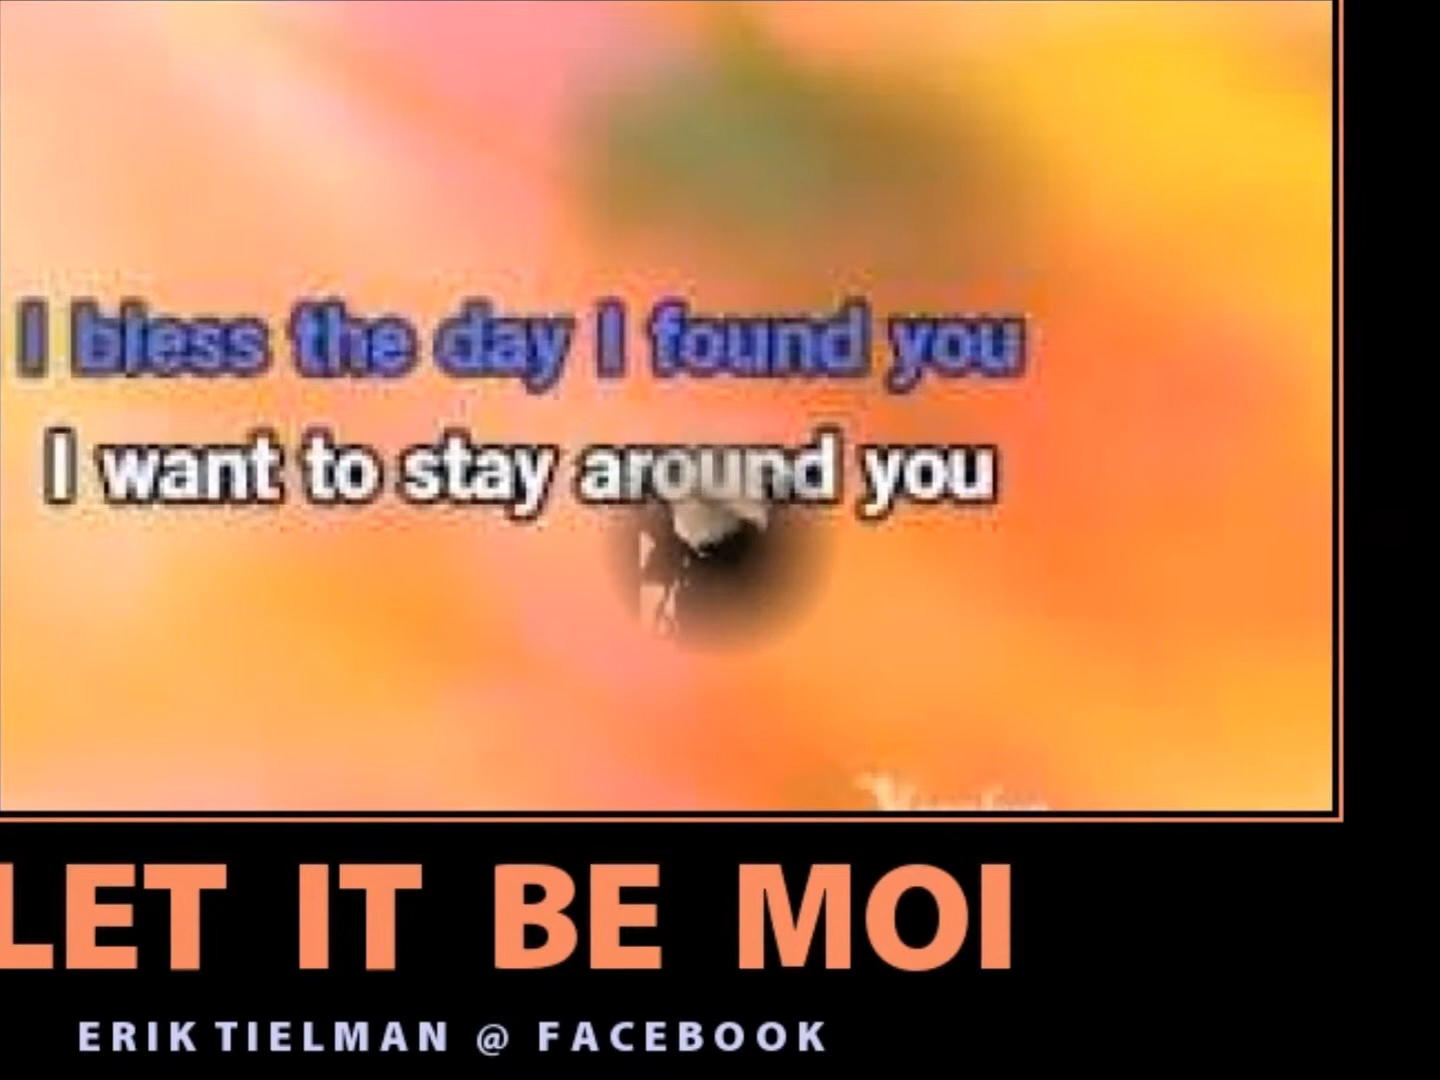 I bless the day I found you
I want to stay around you
LET IT BE MOI
ERIK TIELMAN @ FACEBOOK